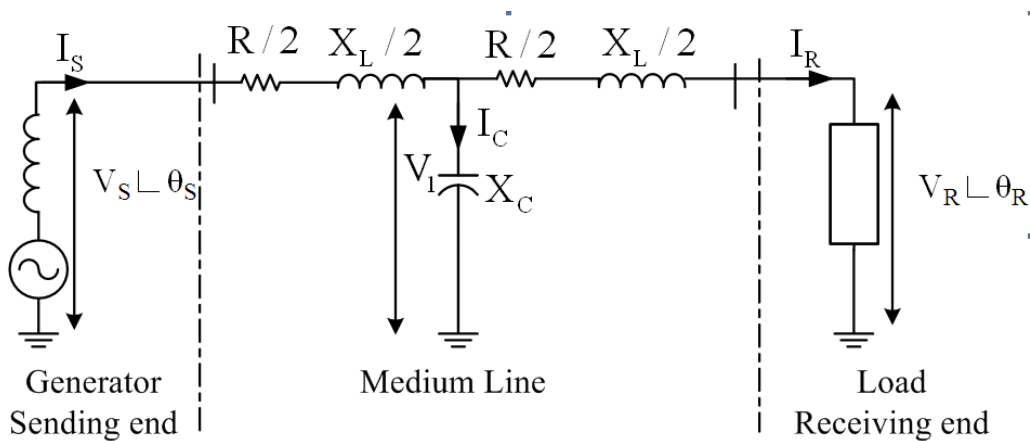 I_S R/2 X_L/2 R/2 X_L/2 I_R
I_C
V_S∟θ_S V_1 X_C V_R∟θ_R
Generator Medium Line Load
Sending end Receiving end